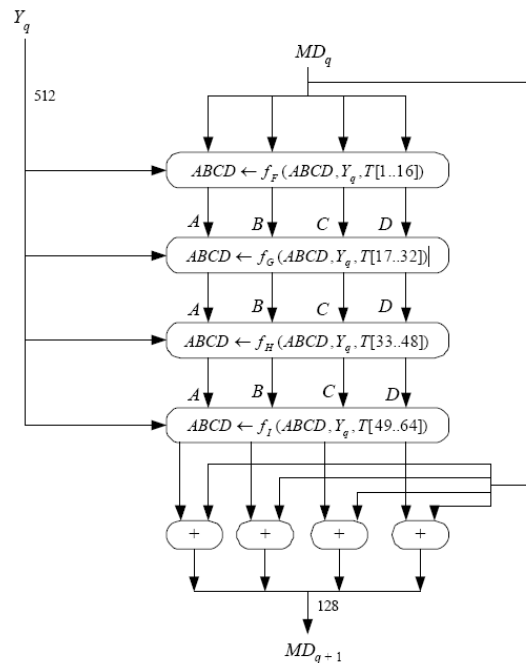 Y_q
512
MD_q
ABCD ← f_F (ABCD, Y_q, T[1..16])
A B C D
ABCD ← f_G (ABCD, Y_q, T[17..32])
A B C D
ABCD ← f_H (ABCD, Y_q, T[33..48])
A B C D
ABCD ← f_I (ABCD, Y_q, T[49..64])
+ + + +
128
MD_{q+1}